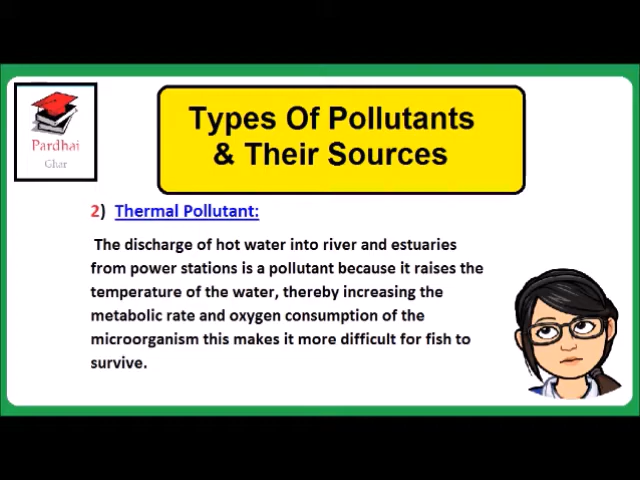 Pardhai
Ghar
Types Of Pollutants
& Their Sources
2) Thermal Pollutant:
The discharge of hot water into river and estuaries
from power stations is a pollutant because it raises the
temperature of the water, thereby increasing the
metabolic rate and oxygen consumption of the
microorganism this makes it more difficult for fish to
survive.